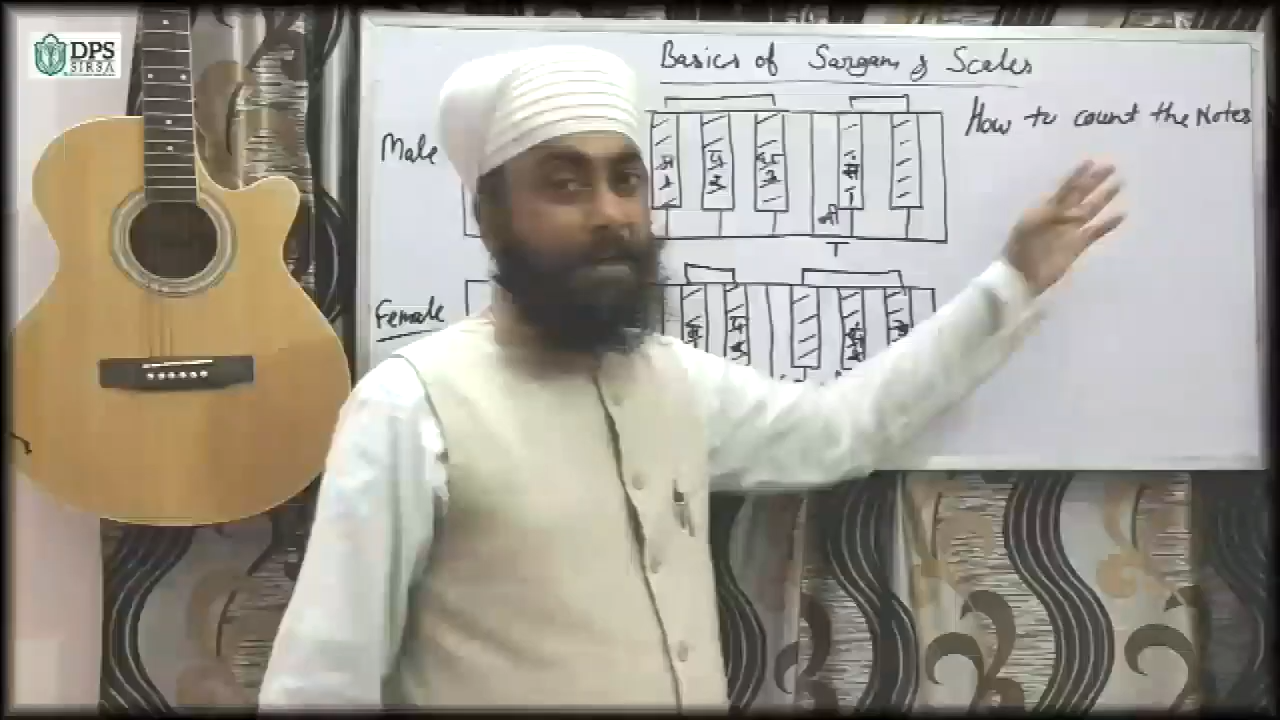 DPS
SIRSA
Basics of Sargam & Scales
How to count the Notes
Male
Female